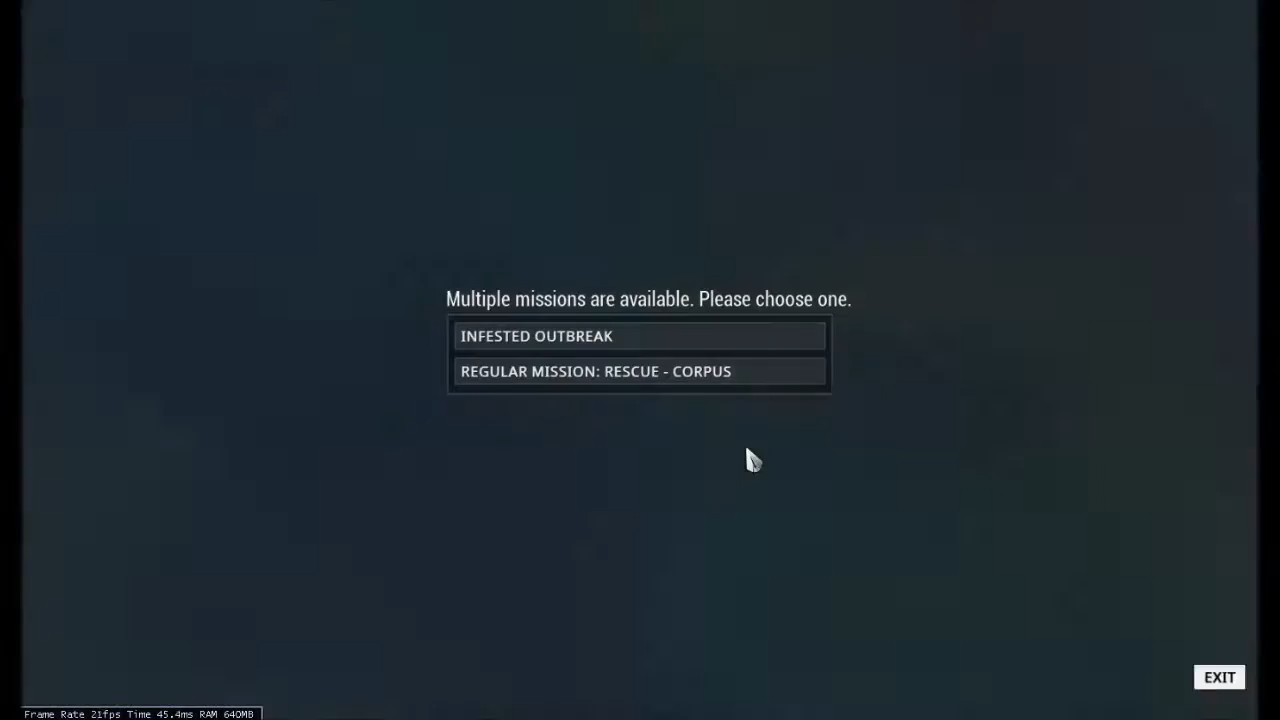 Multiple missions are available. Please choose one.
INFESTED OUTBREAK
REGULAR MISSION: RESCUE - CORPUS
EXIT
Frame Rate 21fps Time 45.4ms RAM 640MB